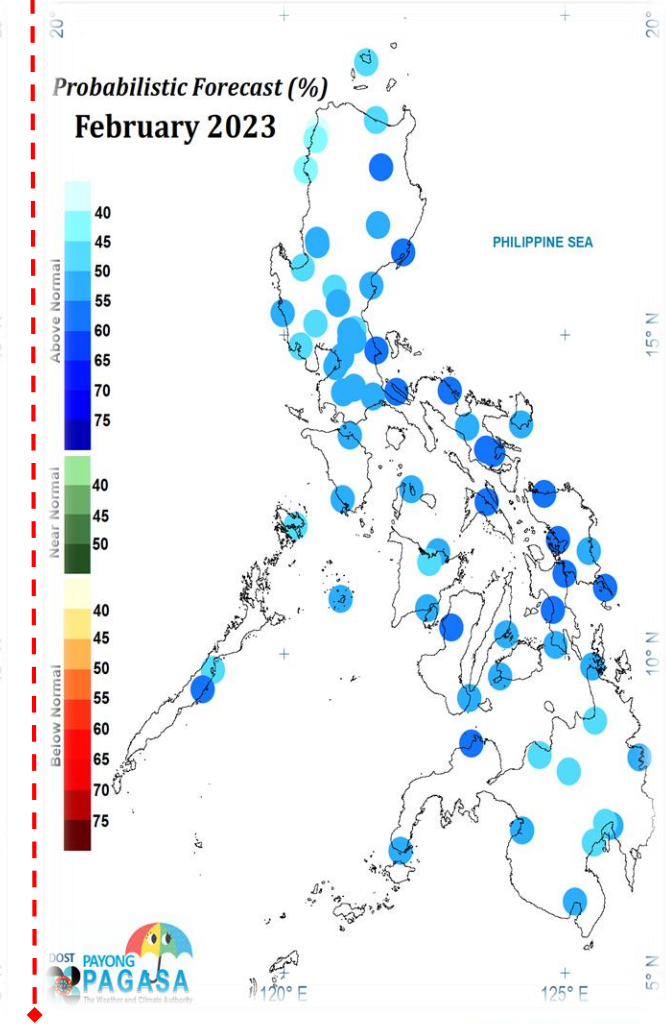 20°
20°
Probabilistic Forecast (%)
February 2023
PHILIPPINE SEA
Above Normal
40
45
50
55
60
65
70
75
Near Normal
40
45
50
Below Normal
40
45
50
55
60
65
70
75
15° N
10° N
5° N
DOST
PAYONG
PAGASA
The Weather and Climate Authority
120° E
125° E